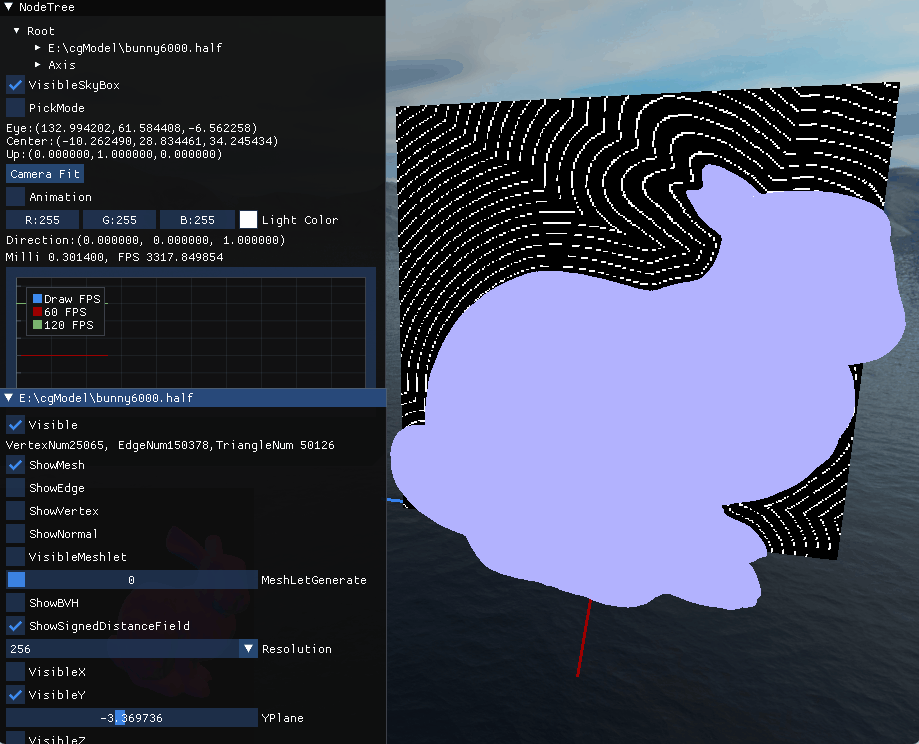 NodeTree
Root
E:\cgModel\bunny6000.half
Axis
VisibleSkyBox
PickMode
Eye:(132.994202,61.584408,-6.562258)
Center:(-10.262490,28.834461,34.245434)
Up:(0.000000,1.000000,0.000000)
Camera Fit
Animation
R:255 G:255 B:255 Light Color
Direction:(0.000000, 0.000000, 1.000000)
Milli 0.301400, FPS 3317.849854
Draw FPS
60 FPS
120 FPS
E:\cgModel\bunny6000.half
Visible
VertexNum25065, EdgeNum150378,TriangleNum 50126
ShowMesh
ShowEdge
ShowVertex
ShowNormal
VisibleMeshlet
0 MeshLetGenerate
ShowBVH
ShowSignedDistanceField
256 Resolution
VisibleX
VisibleY
-3.369736 YPlane
VisibleZ